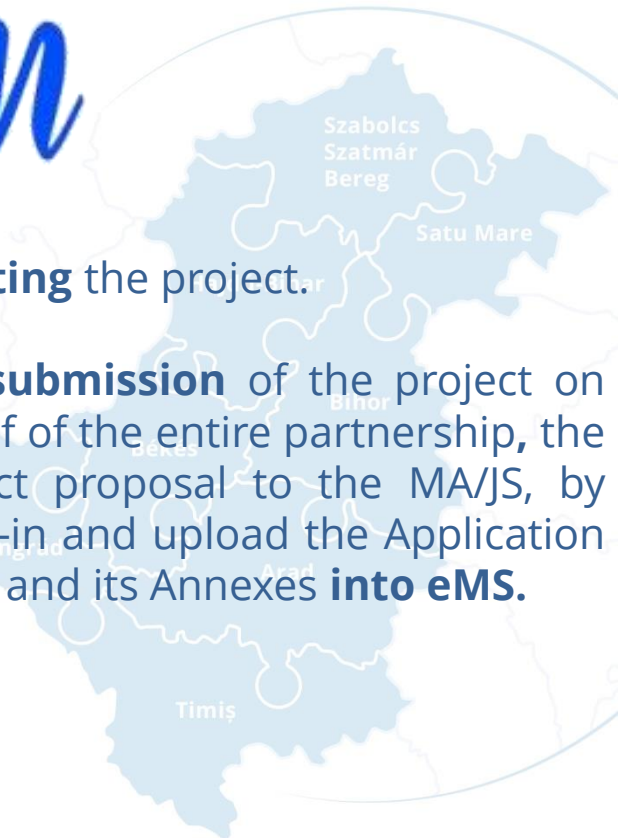 n
Szabolcs
Szatmár
Bereg
Satu Mare
ting the project.
submission of the project on
Bihor
f of the entire partnership, the
Békés
ct proposal to the MA/JS, by
-in and upload the Application
Arad
and its Annexes into eMS.
Timiș